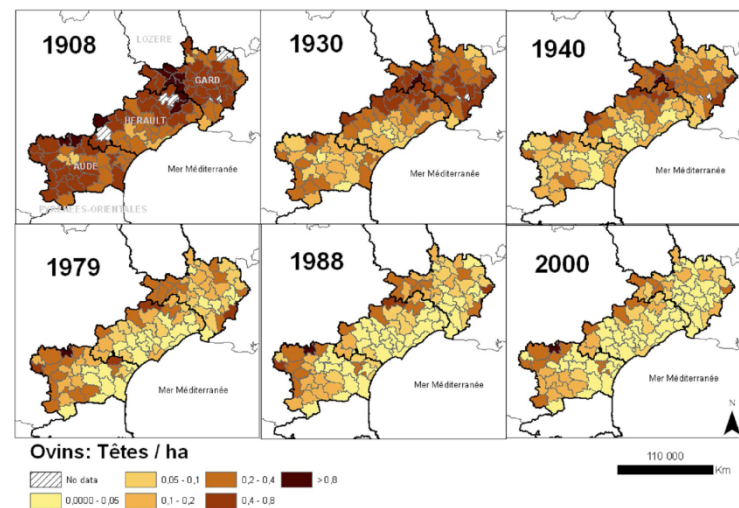 1908
LOZERE
GARD
HERAULT
AUDE
Mer Méditerranée
PYRENEES-ORIENTALES
1930
Mer Méditerranée
1940
Mer Méditerranée
1979
Mer Méditerranée
1988
Mer Méditerranée
2000
Mer Méditerranée
N
Ovins: Têtes / ha
No data
0,05 - 0,1
0,2 - 0,4
> 0,8
0,0000 - 0,05
0,1 - 0,2
0,4 - 0,8
110 000
Km